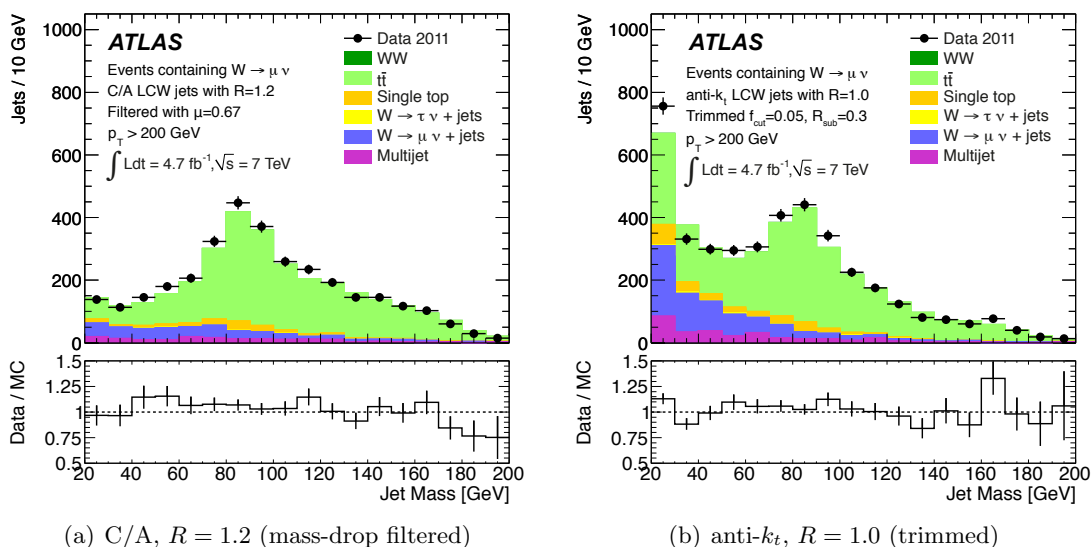 Jets / 10 GeV
1000
800
600
400
200
0
ATLAS
Events containing W → μ ν
C/A LCW jets with R=1.2
Filtered with μ=0.67
p_T > 200 GeV
∫ Ldt = 4.7 fb⁻¹,√s = 7 TeV
Data 2011
WW
tt̄
Single top
W → τ ν + jets
W → μ ν + jets
Multijet
Data / MC
1.5
1.25
1
0.75
0.5
20 40 60 80 100 120 140 160 180 200
Jet Mass [GeV]
(a) C/A, R = 1.2 (mass-drop filtered)
Jets / 10 GeV
1000
800
600
400
200
0
ATLAS
Events containing W → μ ν
anti-k_t LCW jets with R=1.0
Trimmed f_cut=0.05, R_sub=0.3
p_T > 200 GeV
∫ Ldt = 4.7 fb⁻¹,√s = 7 TeV
Data 2011
WW
tt̄
Single top
W → τ ν + jets
W → μ ν + jets
Multijet
Data / MC
1.5
1.25
1
0.75
0.5
20 40 60 80 100 120 140 160 180 200
Jet Mass [GeV]
(b) anti-k_t, R = 1.0 (trimmed)